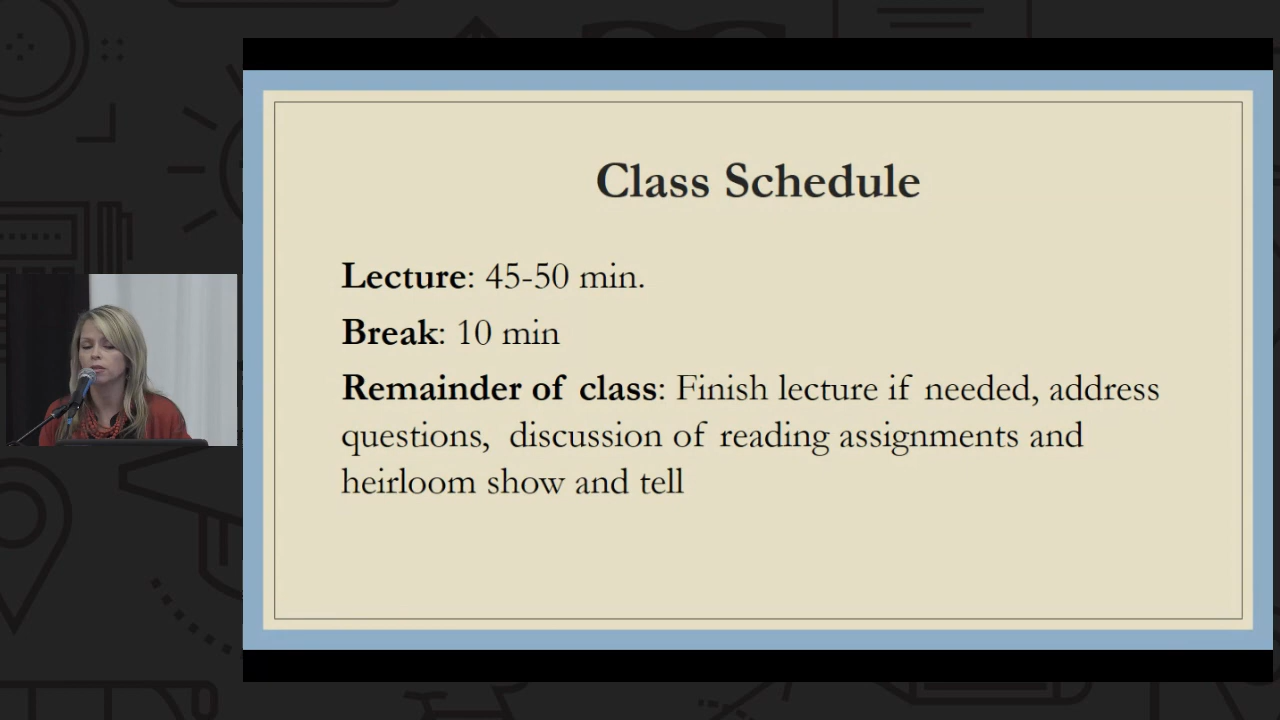 Class Schedule
Lecture: 45-50 min.
Break: 10 min
Remainder of class: Finish lecture if needed, address
questions, discussion of reading assignments and
heirloom show and tell